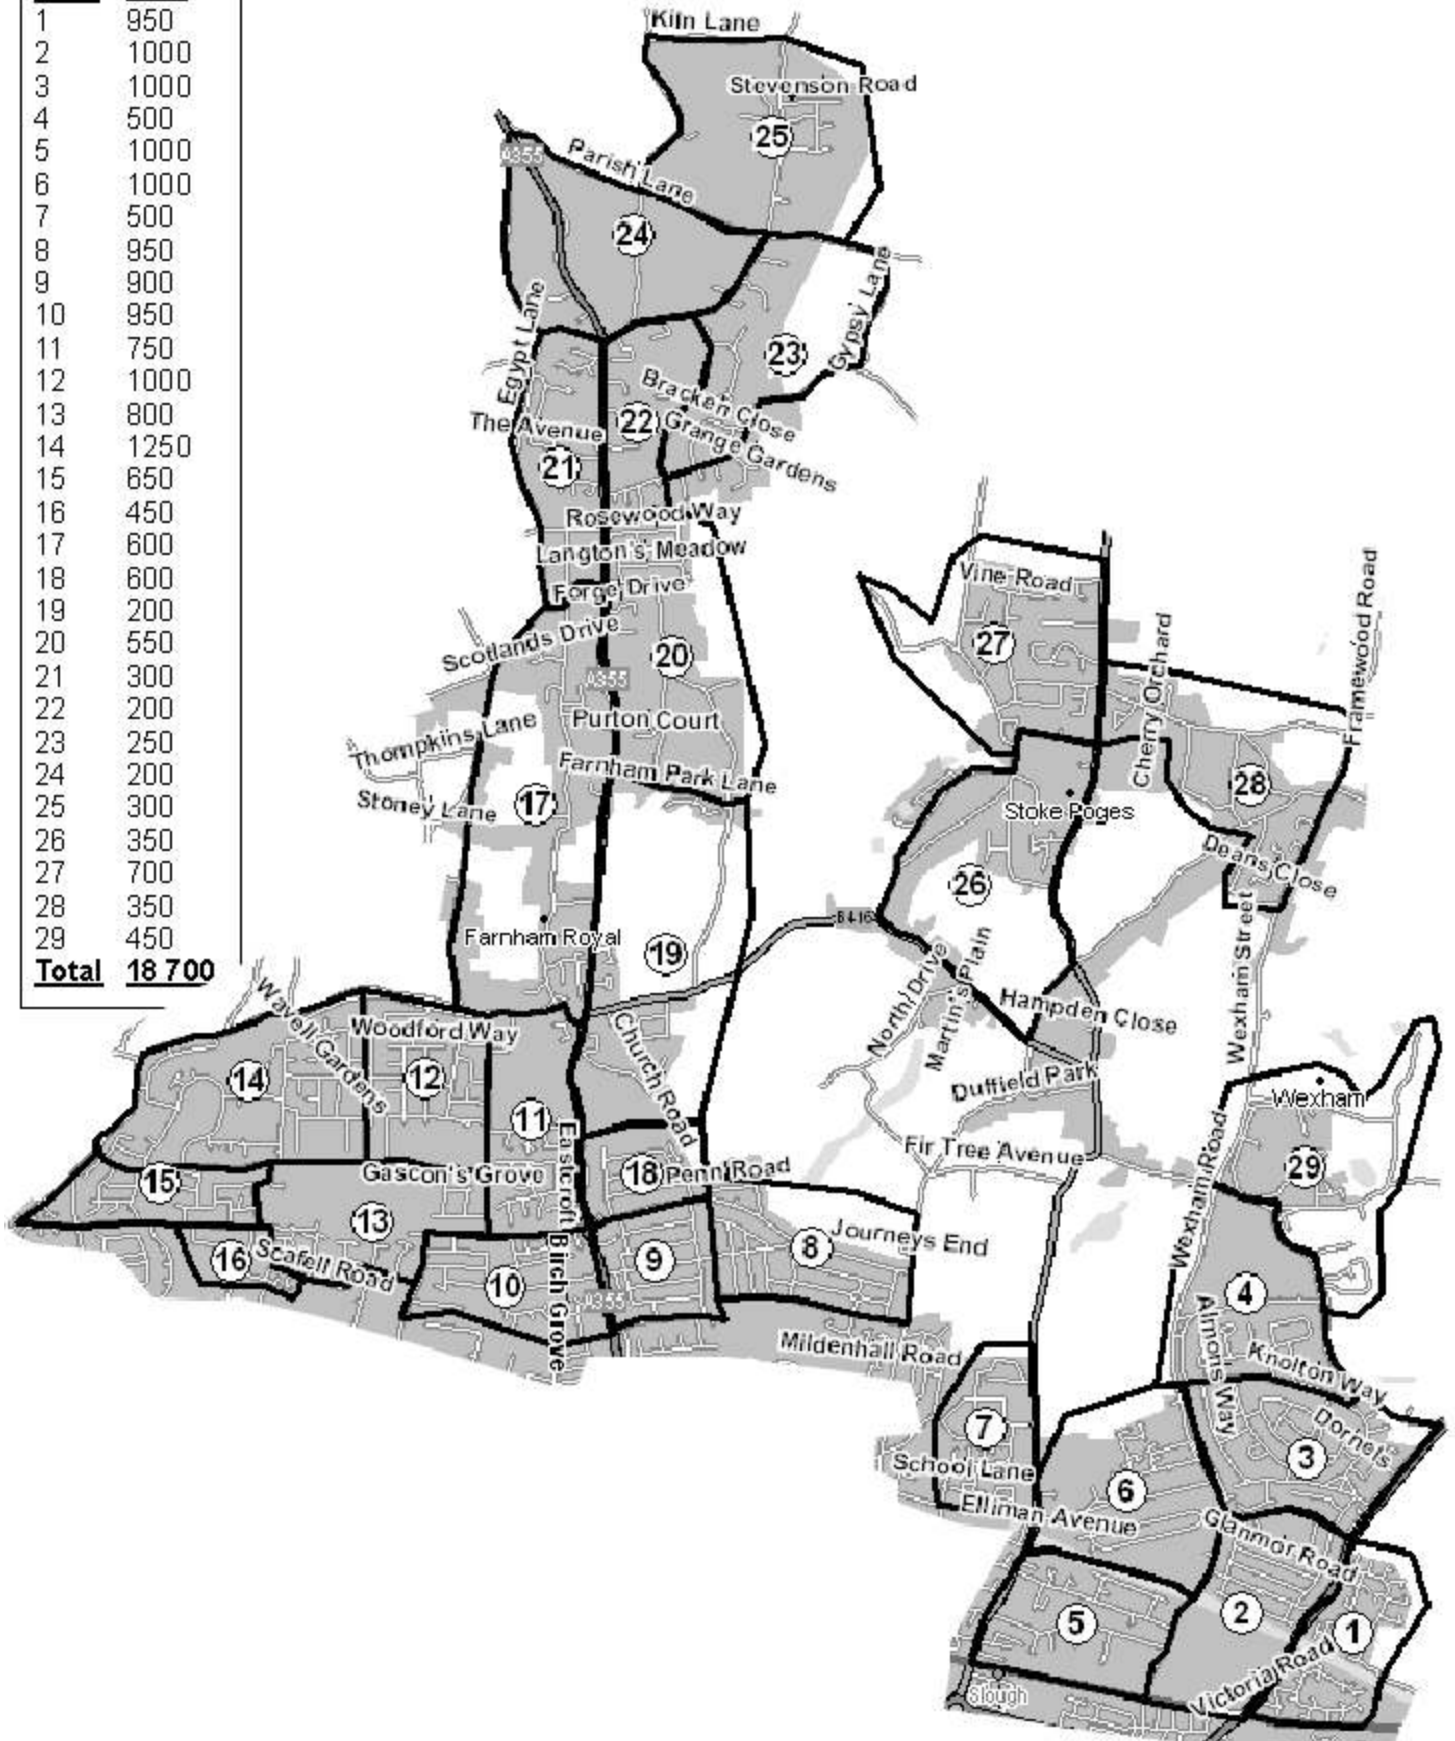 1 950
2 1000
3 1000
4 500
5 1000
6 1000
7 500
8 950
9 900
10 950
11 750
12 1000
13 800
14 1250
15 650
16 450
17 600
18 600
19 200
20 550
21 300
22 200
23 250
24 200
25 300
26 350
27 700
28 350
29 450
Total 18 700
Kiln Lane
Stevenson Road
25
A355
Parish Lane
24
Gypsy Lane
Egypt Lane
23
Bracken Close
The Avenue
22
Grange Gardens
21
Rosewood Way
Langton's Meadow
Forge Drive
Vine Road
Scotlands Drive
20
27
A355
Cherry Orchard
Framewood Road
Purton Court
Thompkins Lane
Farnham Park Lane
28
Stoney Lane
17
Stoke Poges
Deans Close
26
B416
Farnham Royal
19
North Drive
Martin's Plain
Wexham Street
Hampden Close
Wavell Gardens
Woodford Way
Church Road
14
12
Duffield Park
Wexham
11
Eastcroft
Fir Tree Avenue
Wexham Road
29
15
Gascon's Grove
18
Penn Road
13
Journeys End
16
Scafell Road
10
Birch Grove
9
8
A355
4
Almons Way
Mildenhall Road
Knolton Way
7
Dornels
School Lane
3
6
Elliman Avenue
Glanmor Road
5
2
1
Victoria Road
Slough